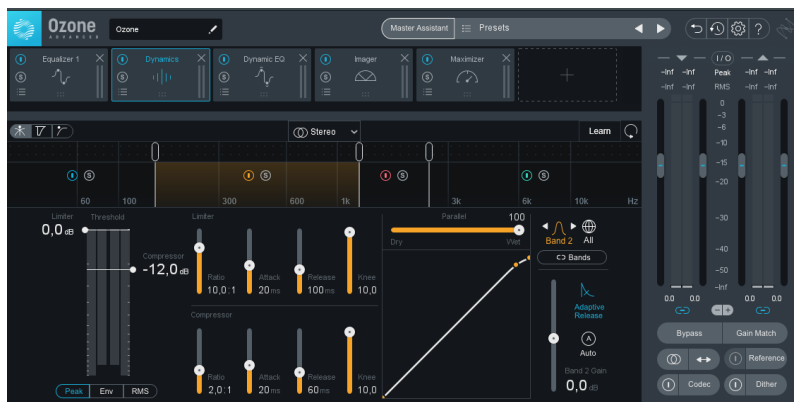 Ozone
ADVANCED
Ozone
Master Assistant
Presets
Equalizer 1
Dynamics
Dynamic EQ
Imager
Maximizer
S
S
S
S
S
I/O
-Inf -Inf Peak -Inf -Inf
-Inf -Inf RMS -Inf -Inf
Stereo
Learn
S
S
S
S
60 100 300 600 1k 3k 6k 10k Hz
0
-3
-6
-10
-15
-20
-30
-40
-50
-Inf
0.0 0.0 0.0 0.0
Limiter Threshold
0,0 dB
Compressor
-12,0 dB
Peak Env RMS
Limiter
Ratio Attack Release Knee
10,0:1 20 ms 100 ms 10,0
Compressor
Ratio Attack Release Knee
2,0:1 20 ms 60 ms 10,0
Parallel 100
Dry Wet
Band 2 All
Bands
Adaptive
Release
A
Auto
Band 2 Gain
0,0 dB
Bypass Gain Match
Reference
Codec Dither